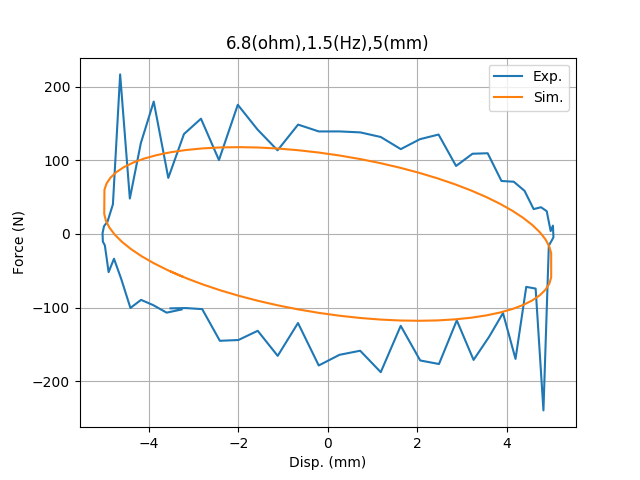 6.8(ohm),1.5(Hz),5(mm)
Exp.
Sim.
200
100
0
−100
−200
Force (N)
−4
−2
0
2
4
Disp. (mm)